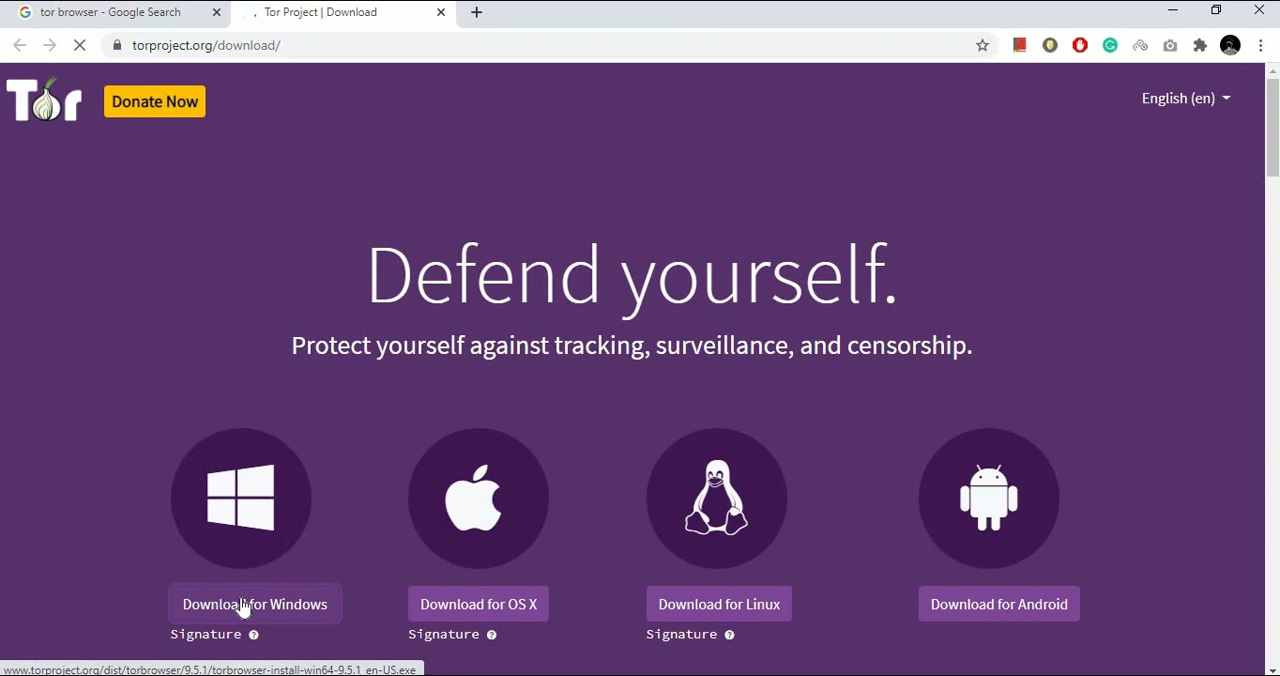 tor browser - Google Search
Tor Project | Download
torproject.org/download/
Tor
Donate Now
English (en)
Defend yourself.
Protect yourself against tracking, surveillance, and censorship.
Download for Windows
Download for OS X
Download for Linux
Download for Android
Signature
Signature
Signature
www.torproject.org/dist/torbrowser/9.5.1/torbrowser-install-win64-9.5.1_en-US.exe